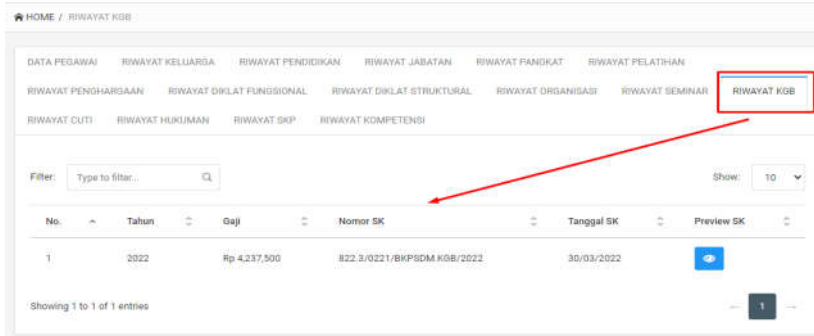 HOME / RIWAYAT KGB
DATA PEGAWAI RIWAYAT KELUARGA RIWAYAT PENDIDIKAN RIWAYAT JABATAN RIWAYAT PANGKAT RIWAYAT PELATIHAN
RIWAYAT PENGHARGAAN RIWAYAT DIKLAT FUNGSIONAL RIWAYAT DIKLAT STRUKTURAL RIWAYAT ORGANISASI RIWAYAT SEMINAR RIWAYAT KGB
RIWAYAT CUTI RIWAYAT HUKUMAN RIWAYAT SKP RIWAYAT KOMPETENSI
Filter: Type to filter... Show: 10
No. Tahun Gaji Nomor SK Tanggal SK Preview SK
1 2022 Rp 4,237,500 822.3/0221/BKPSDM.KGB/2022 30/03/2022
Showing 1 to 1 of 1 entries 1